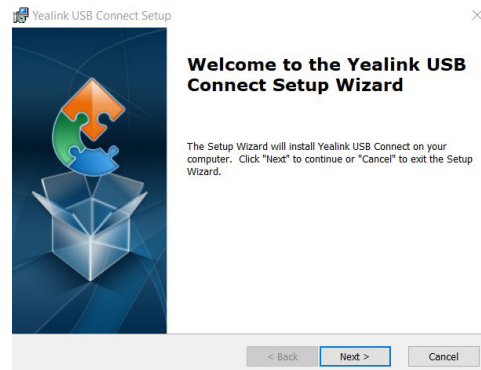 Yealink USB Connect Setup
Welcome to the Yealink USB
Connect Setup Wizard
The Setup Wizard will install Yealink USB Connect on your
computer. Click "Next" to continue or "Cancel" to exit the Setup
Wizard.
< Back Next > Cancel